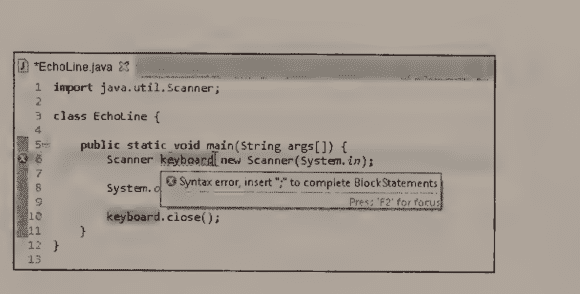 *EchoLine.java
1 import java.util.Scanner;
2
3 class EchoLine {
4
5 public static void main(String args[]) {
6 Scanner keyboard new Scanner(System.in);
7
Syntax error, insert ";" to complete BlockStatements
8 System.
Press 'F2' for focus
9
10 keyboard.close();
11 }
12 }
13